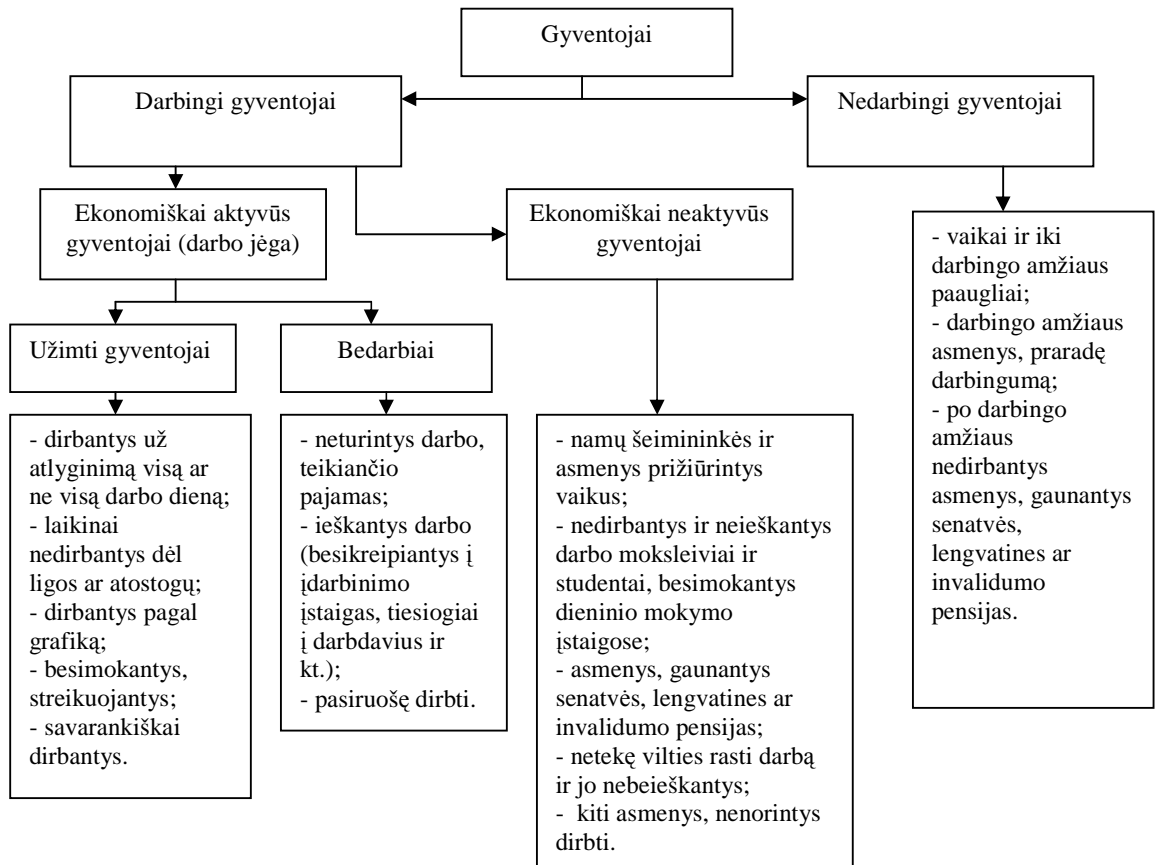 Gyventojai
Darbingi gyventojai
Nedarbingi gyventojai
Ekonomiškai aktyvūs
gyventojai (darbo jėga)
Ekonomiškai neaktyvūs
gyventojai
Užimti gyventojai
Bedarbiai
- dirbantys už
atlyginimą visą ar
ne visą darbo dieną;
- laikinai
nedirbantys dėl
ligos ar atostogų;
- dirbantys pagal
grafiką;
- besimokantys,
streikuojantys;
- savarankiškai
dirbantys.
- neturintys darbo,
teikiančio
pajamas;
- ieškantys darbo
(besikreipiantys į
įdarbinimo
įstaigas, tiesiogiai
į darbdavius ir
kt.);
- pasiruošę dirbti.
- namų šeimininkės ir
asmenys prižiūrintys
vaikus;
- nedirbantys ir neieškantys
darbo moksleiviai ir
studentai, besimokantys
dieninio mokymo
įstaigose;
- asmenys, gaunantys
senatvės, lengvatines ar
invalidumo pensijas;
- netekę vilties rasti darbą
ir jo nebeieškantys;
- kiti asmenys, nenorintys
dirbti.
- vaikai ir iki
darbingo amžiaus
paaugliai;
- darbingo amžiaus
asmenys, praradę
darbingumą;
- po darbingo
amžiaus
nedirbantys
asmenys, gaunantys
senatvės,
lengvatines ar
invalidumo
pensijas.